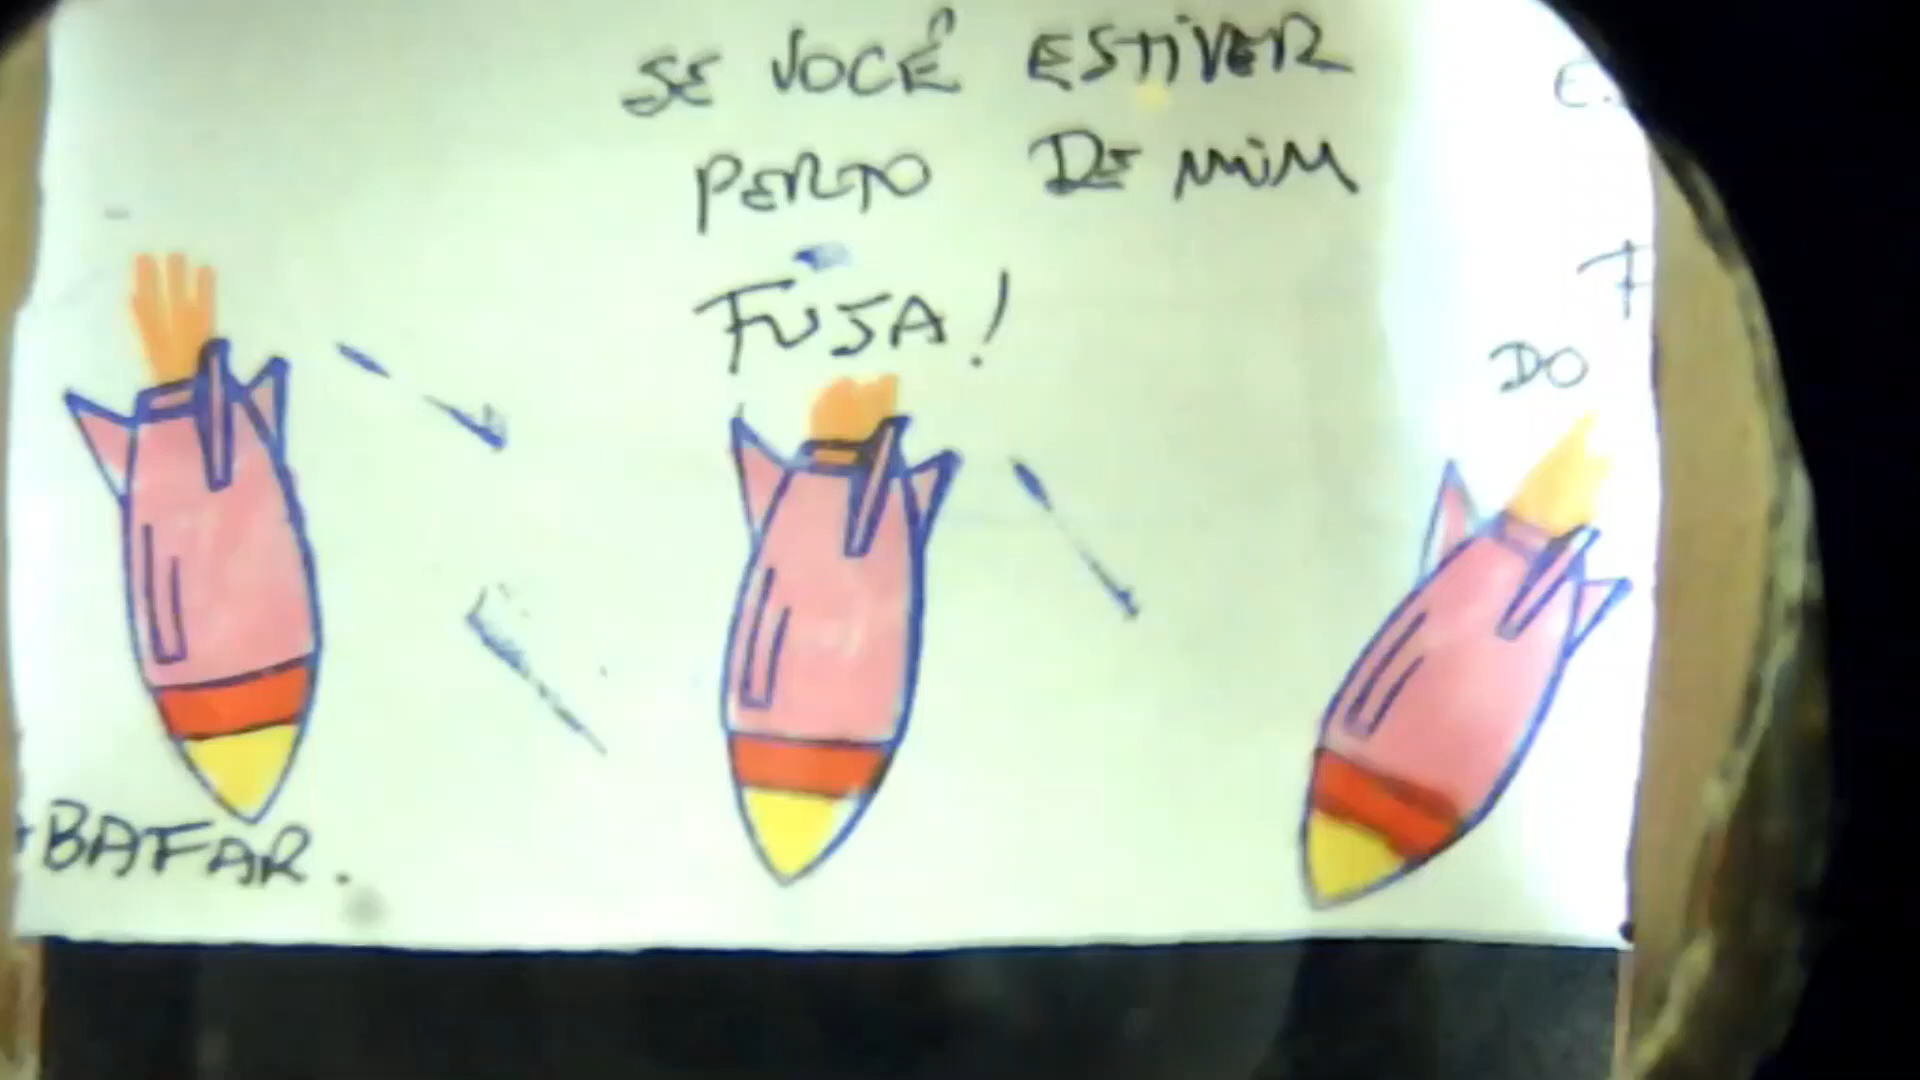 SE VOCÊ ESTIVER
PERTO DE MIM
FUJA!
DO
BAFAR.